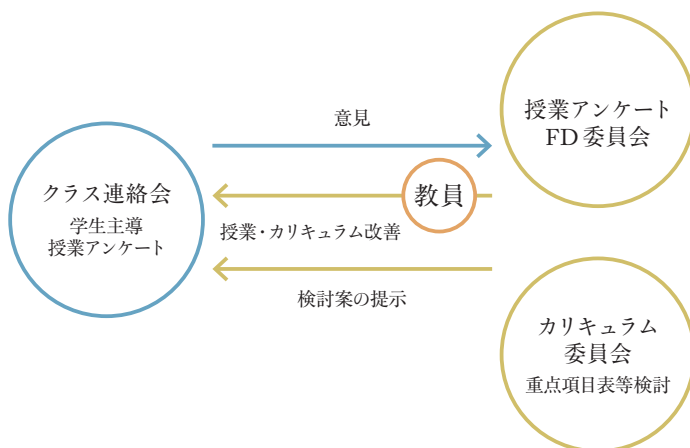 授業アンケート
FD委員会
意見
クラス連絡会
学生主導
授業アンケート
教員
授業・カリキュラム改善
検討案の提示
カリキュラム
委員会
重点項目表等検討